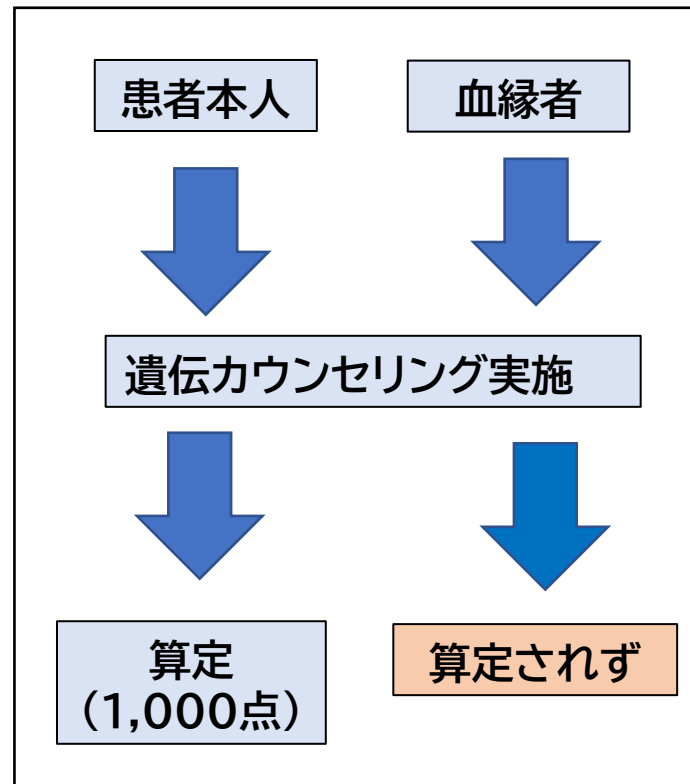 患者本人
血縁者
遺伝カウンセリング実施
算定
（1,000点）
算定されず